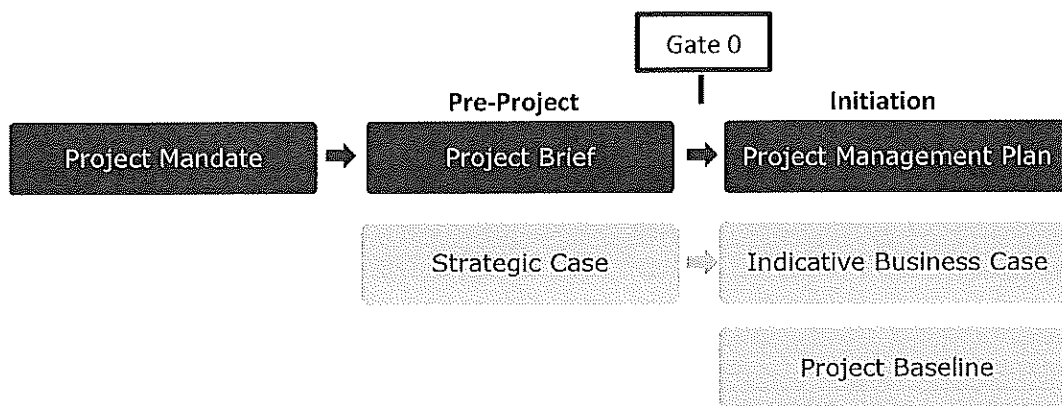 Gate 0
Pre-Project
Initiation
Project Mandate
Project Brief
Project Management Plan
Strategic Case
Indicative Business Case
Project Baseline